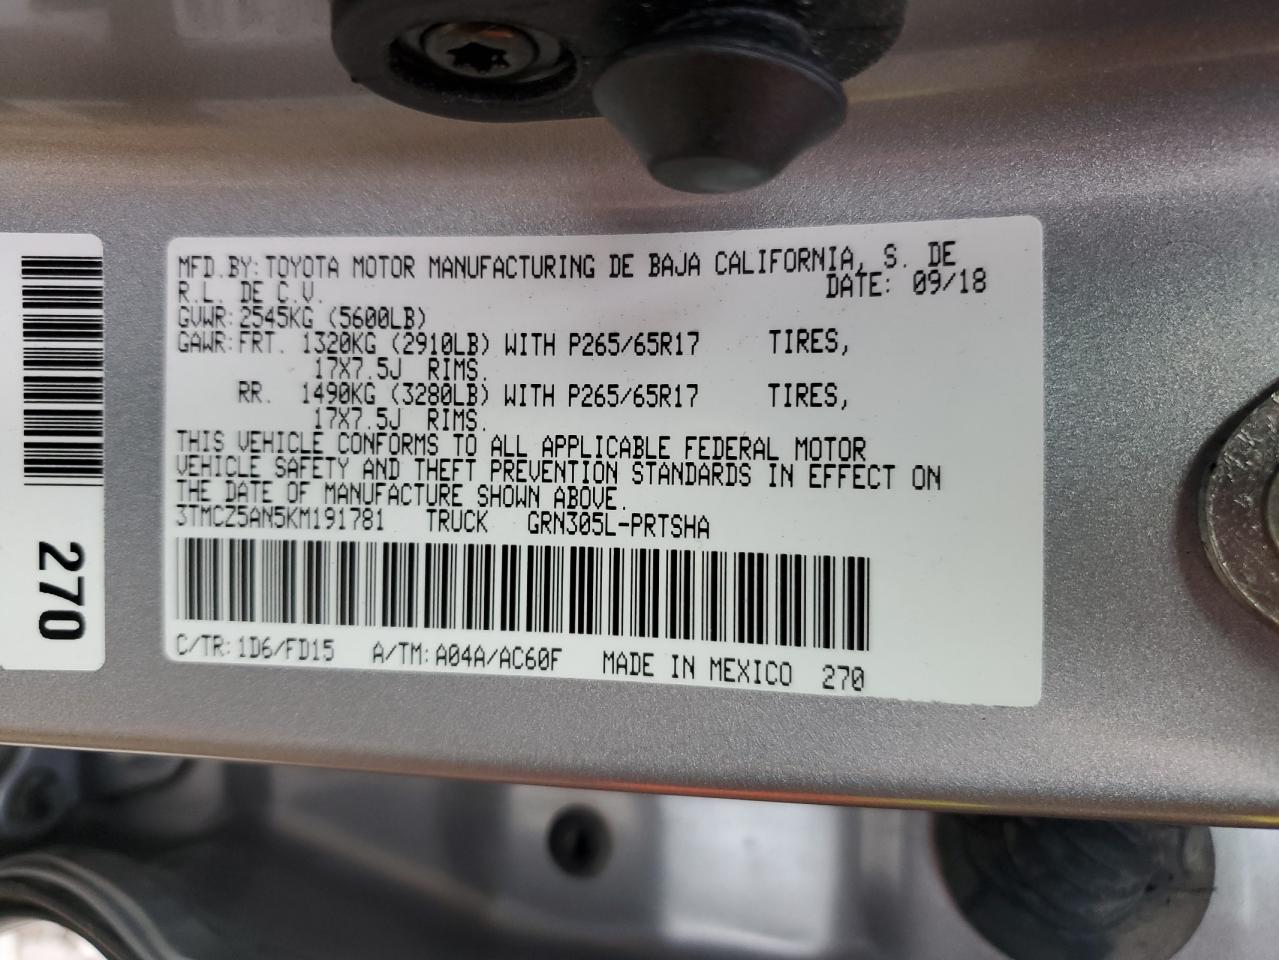 MFD.BY: TOYOTA MOTOR MANUFACTURING DE BAJA CALIFORNIA, S. DE
R.L. DE C.V. DATE: 09/18
GVWR: 2545KG (5600LB)
GAWR: FRT. 1320KG (2910LB) WITH P265/65R17 TIRES,
17X7.5J RIMS.
RR. 1490KG (3280LB) WITH P265/65R17 TIRES,
17X7.5J RIMS.
THIS VEHICLE CONFORMS TO ALL APPLICABLE FEDERAL MOTOR
VEHICLE SAFETY AND THEFT PREVENTION STANDARDS IN EFFECT ON
THE DATE OF MANUFACTURE SHOWN ABOVE.
3TMCZ5AN5KM191781 TRUCK GRN305L-PRTSHA
C/TR: 1D6/FD15 A/TM: A04A/AC60F MADE IN MEXICO 270
270